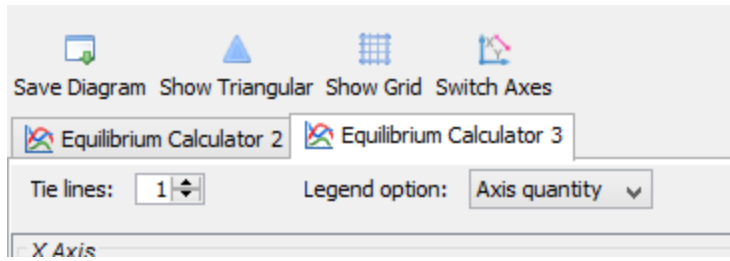 Save Diagram Show Triangular Show Grid Switch Axes
Equilibrium Calculator 2 Equilibrium Calculator 3
Tie lines: 1 Legend option: Axis quantity
X Axis